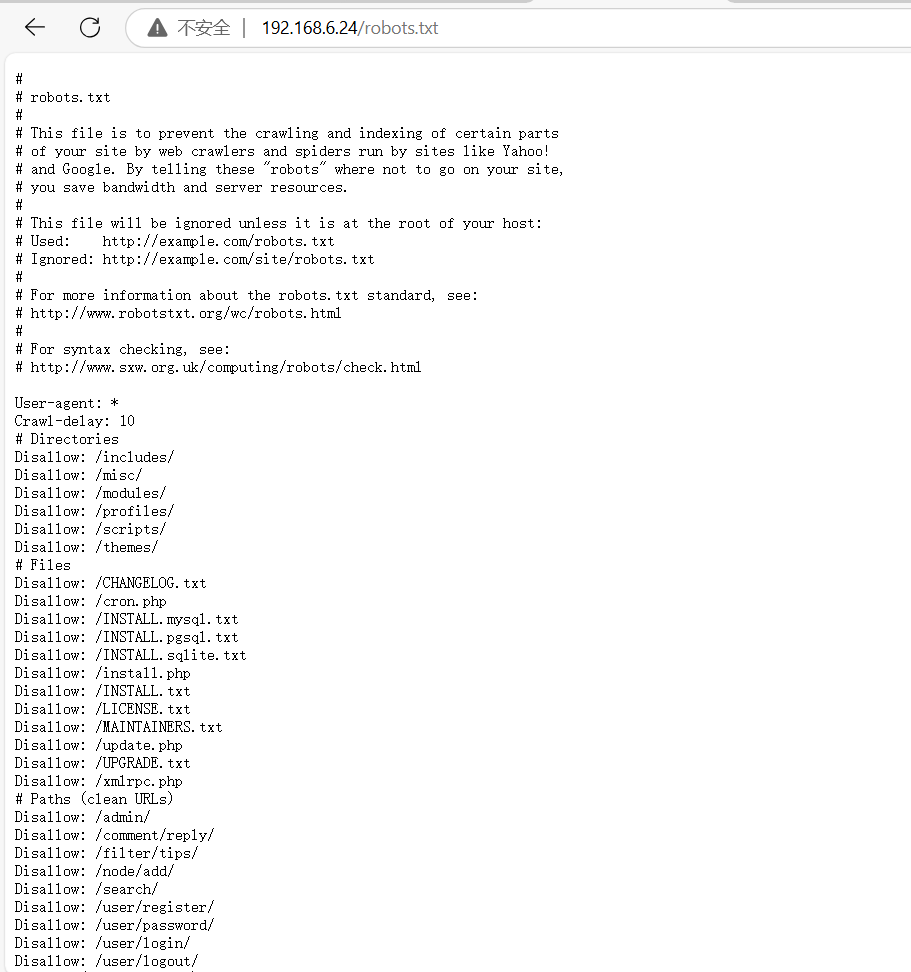 不安全 | 192.168.6.24/robots.txt
#
# robots.txt
#
# This file is to prevent the crawling and indexing of certain parts
# of your site by web crawlers and spiders run by sites like Yahoo!
# and Google. By telling these "robots" where not to go on your site,
# you save bandwidth and server resources.
#
# This file will be ignored unless it is at the root of your host:
# Used:    http://example.com/robots.txt
# Ignored: http://example.com/site/robots.txt
#
# For more information about the robots.txt standard, see:
# http://www.robotstxt.org/wc/robots.html
#
# For syntax checking, see:
# http://www.sxw.org.uk/computing/robots/check.html

User-agent: *
Crawl-delay: 10
# Directories
Disallow: /includes/
Disallow: /misc/
Disallow: /modules/
Disallow: /profiles/
Disallow: /scripts/
Disallow: /themes/
# Files
Disallow: /CHANGELOG.txt
Disallow: /cron.php
Disallow: /INSTALL.mysql.txt
Disallow: /INSTALL.pgsql.txt
Disallow: /INSTALL.sqlite.txt
Disallow: /install.php
Disallow: /INSTALL.txt
Disallow: /LICENSE.txt
Disallow: /MAINTAINERS.txt
Disallow: /update.php
Disallow: /UPGRADE.txt
Disallow: /xmlrpc.php
# Paths (clean URLs)
Disallow: /admin/
Disallow: /comment/reply/
Disallow: /filter/tips/
Disallow: /node/add/
Disallow: /search/
Disallow: /user/register/
Disallow: /user/password/
Disallow: /user/login/
Disallow: /user/logout/